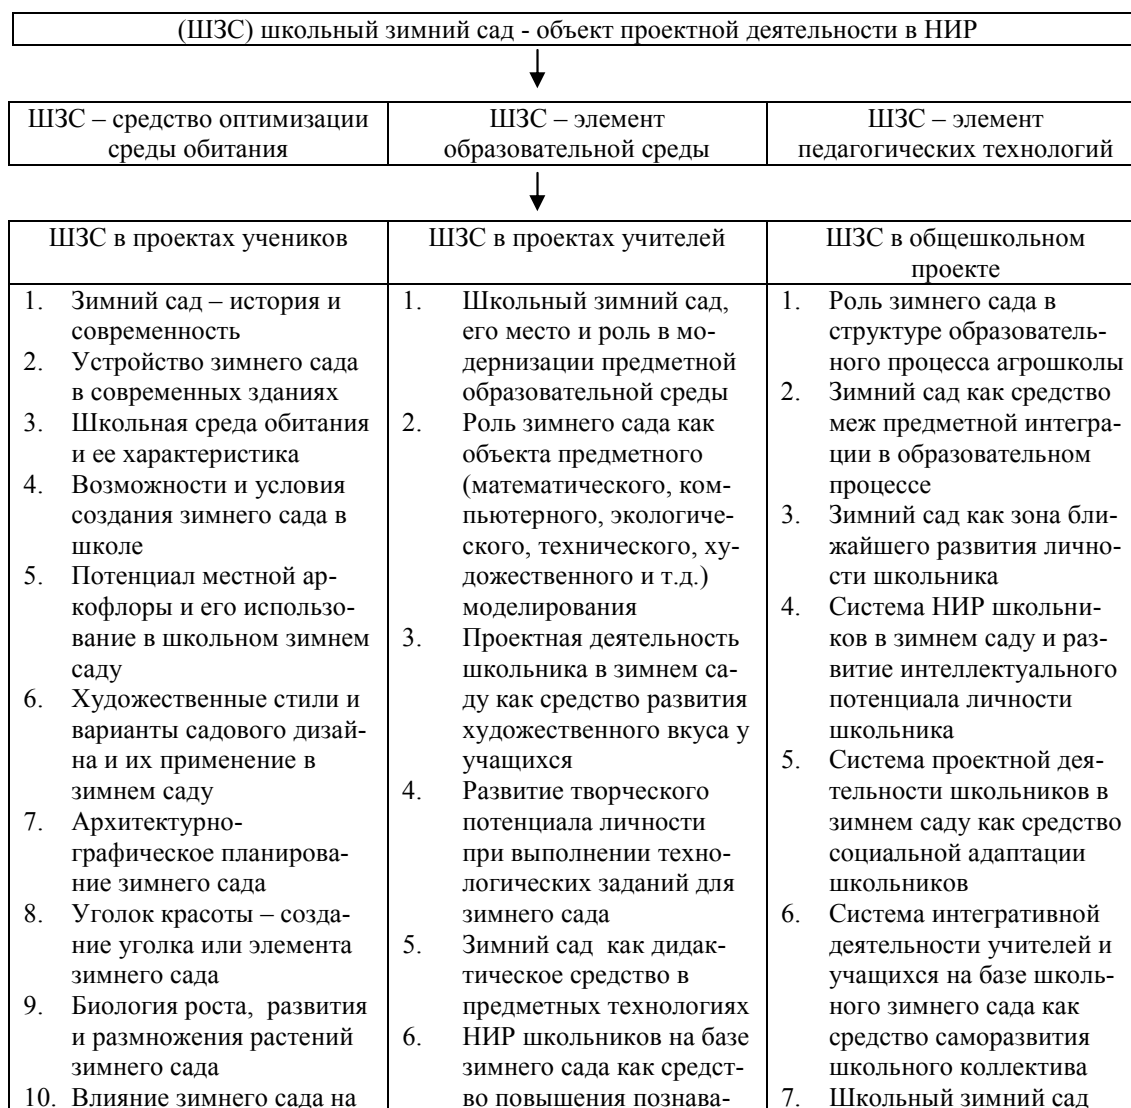 (ШЗС) школьный зимний сад - объект проектной деятельности в НИР
ШЗС – средство оптимизации
среды обитания
ШЗС – элемент
образовательной среды
ШЗС – элемент
педагогических технологий
ШЗС в проектах учеников
ШЗС в проектах учителей
ШЗС в общешкольном
проекте
1. Зимний сад – история и
современность
2. Устройство зимнего сада
в современных зданиях
3. Школьная среда обитания
и ее характеристика
4. Возможности и условия
создания зимнего сада в
школе
5. Потенциал местной ар-
кофлоры и его использо-
вание в школьном зимнем
саду
6. Художественные стили и
варианты садового дизай-
на и их применение в
зимнем саду
7. Архитектурно-
графическое планирова-
ние зимнего сада
8. Уголок красоты – созда-
ние уголка или элемента
зимнего сада
9. Биология роста, развития
и размножения растений
зимнего сада
10. Влияние зимнего сада на
1. Школьный зимний сад,
его место и роль в мо-
дернизации предметной
образовательной среды
2. Роль зимнего сада как
объекта предметного
(математического, ком-
пьютерного, экологиче-
ского, технического, ху-
дожественного и т.д.)
моделирования
3. Проектная деятельность
школьника в зимнем са-
ду как средство развития
художественного вкуса у
учащихся
4. Развитие творческого
потенциала личности
при выполнении техно-
логических заданий для
зимнего сада
5. Зимний сад как дидак-
тическое средство в
предметных технологиях
6. НИР школьников на базе
зимнего сада как средст-
во повышения познава-
1. Роль зимнего сада в
структуре образователь-
ного процесса агрошколы
2. Зимний сад как средство
меж предметной интегра-
ции в образовательном
процессе
3. Зимний сад как зона бли-
жайшего развития лично-
сти школьника
4. Система НИР школьни-
ков в зимнем саду и раз-
витие интеллектуального
потенциала личности
школьника
5. Система проектной дея-
тельности школьников в
зимнем саду как средство
социальной адаптации
школьников
6. Система интегративной
деятельности учителей и
учащихся на базе школь-
ного зимнего сада как
средство саморазвития
школьного коллектива
7. Школьный зимний сад